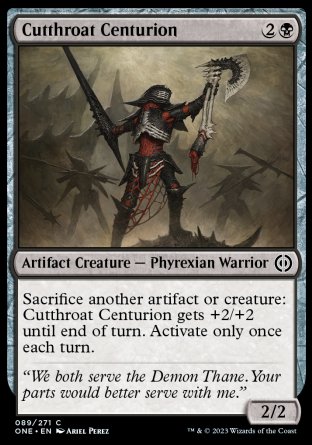 Cutthroat Centurion 2
Artifact Creature — Phyrexian Warrior
Sacrifice another artifact or creature:
Cutthroat Centurion gets +2/+2
until end of turn. Activate only once
each turn.
“We both serve the Demon Thane. Your
parts would better serve with me.”
2/2
089/271 C
ONE • EN Ariel Perez
™ & © 2023 Wizards of the Coast